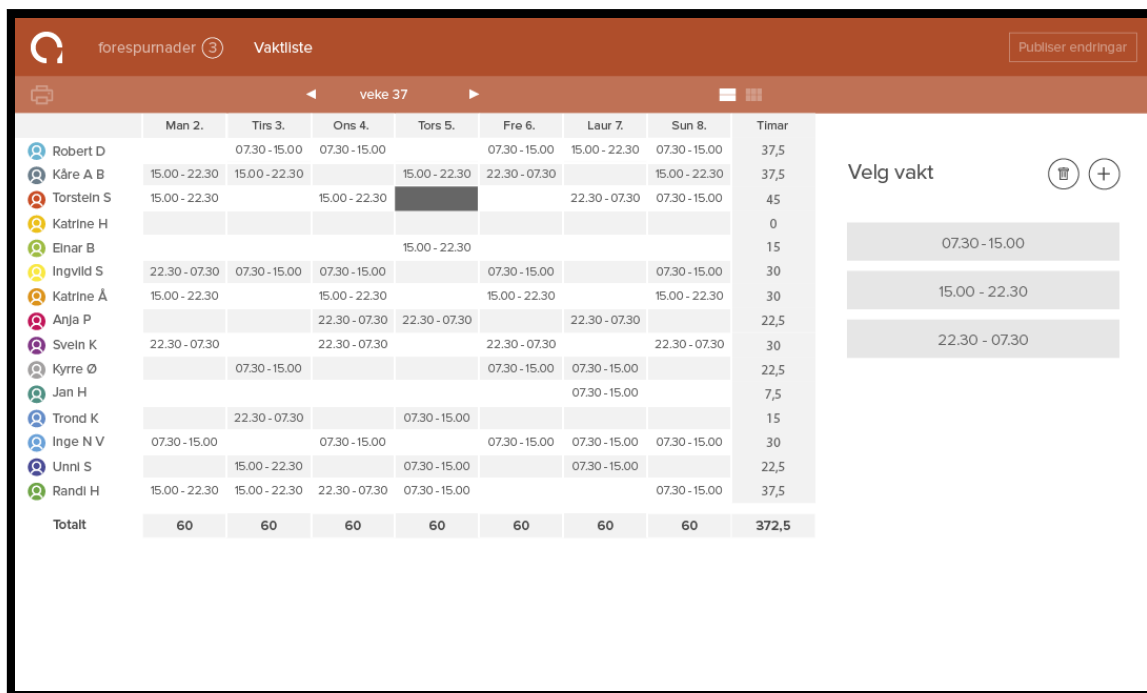 forespurnader 3 Vaktliste Publiser endringar
veke 37
Man 2. Tirs 3. Ons 4. Tors 5. Fre 6. Laur 7. Sun 8. Timar
Robert D 07.30 - 15.00 07.30 - 15.00 07.30 - 15.00 15.00 - 22.30 07.30 - 15.00 37,5
Kåre A B 15.00 - 22.30 15.00 - 22.30 15.00 - 22.30 22.30 - 07.30 15.00 - 22.30 37,5
Velg vakt
Torstein S 15.00 - 22.30 15.00 - 22.30 22.30 - 07.30 07.30 - 15.00 45
Katrine H 0
Einar B 15.00 - 22.30 15
07.30 - 15.00
Ingvild S 22.30 - 07.30 07.30 - 15.00 07.30 - 15.00 07.30 - 15.00 07.30 - 15.00 30
Katrine Å 15.00 - 22.30 15.00 - 22.30 15.00 - 22.30 15.00 - 22.30 30
15.00 - 22.30
Anja P 22.30 - 07.30 22.30 - 07.30 22.30 - 07.30 22,5
Svein K 22.30 - 07.30 22.30 - 07.30 22.30 - 07.30 22.30 - 07.30 30
22.30 - 07.30
Kyrre Ø 07.30 - 15.00 07.30 - 15.00 07.30 - 15.00 22,5
Jan H 07.30 - 15.00 7,5
Trond K 22.30 - 07.30 07.30 - 15.00 15
Inge N V 07.30 - 15.00 07.30 - 15.00 07.30 - 15.00 07.30 - 15.00 07.30 - 15.00 30
Unni S 15.00 - 22.30 07.30 - 15.00 07.30 - 15.00 22,5
Randi H 15.00 - 22.30 15.00 - 22.30 22.30 - 07.30 07.30 - 15.00 07.30 - 15.00 37,5
Totalt 60 60 60 60 60 60 60 372,5